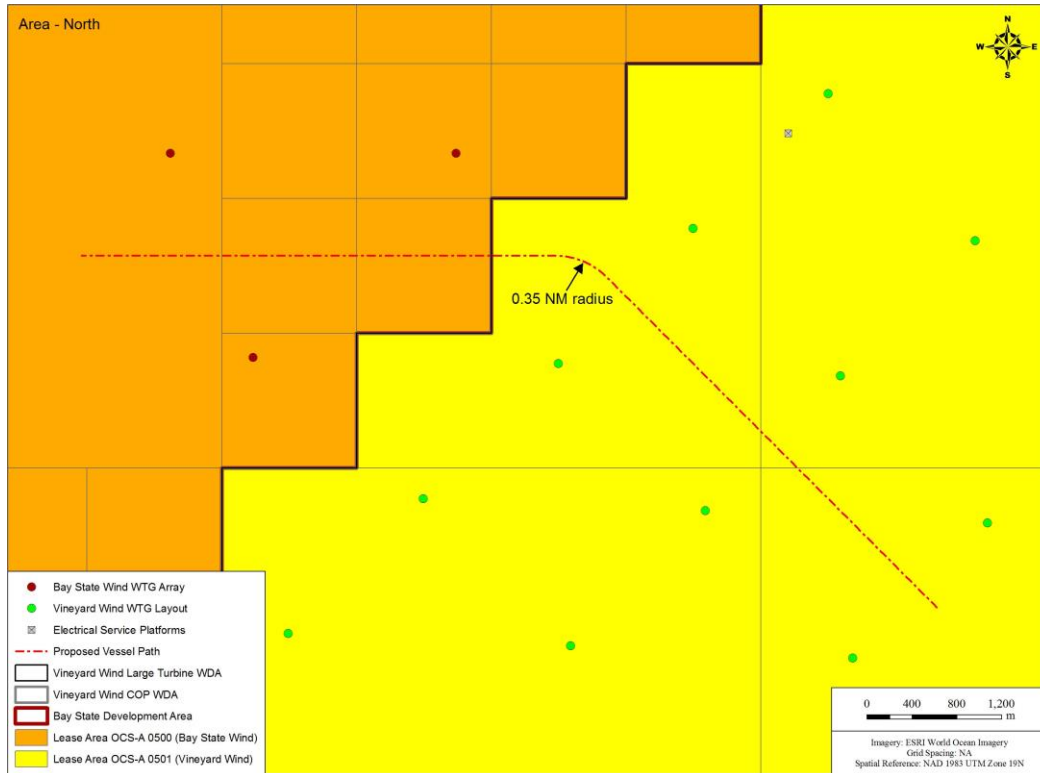 Area - North
N
W E
S
0.35 NM radius
Bay State Wind WTG Array
Vineyard Wind WTG Layout
Electrical Service Platforms
Proposed Vessel Path
Vineyard Wind Large Turbine WDA
Vineyard Wind COP WDA
Bay State Development Area
Lease Area OCS-A 0500 (Bay State Wind)
Lease Area OCS-A 0501 (Vineyard Wind)
0 400 800 1,200
m
Imagery: ESRI World Ocean Imagery
Grid Spacing: NA
Spatial Reference: NAD 1983 UTM Zone 19N